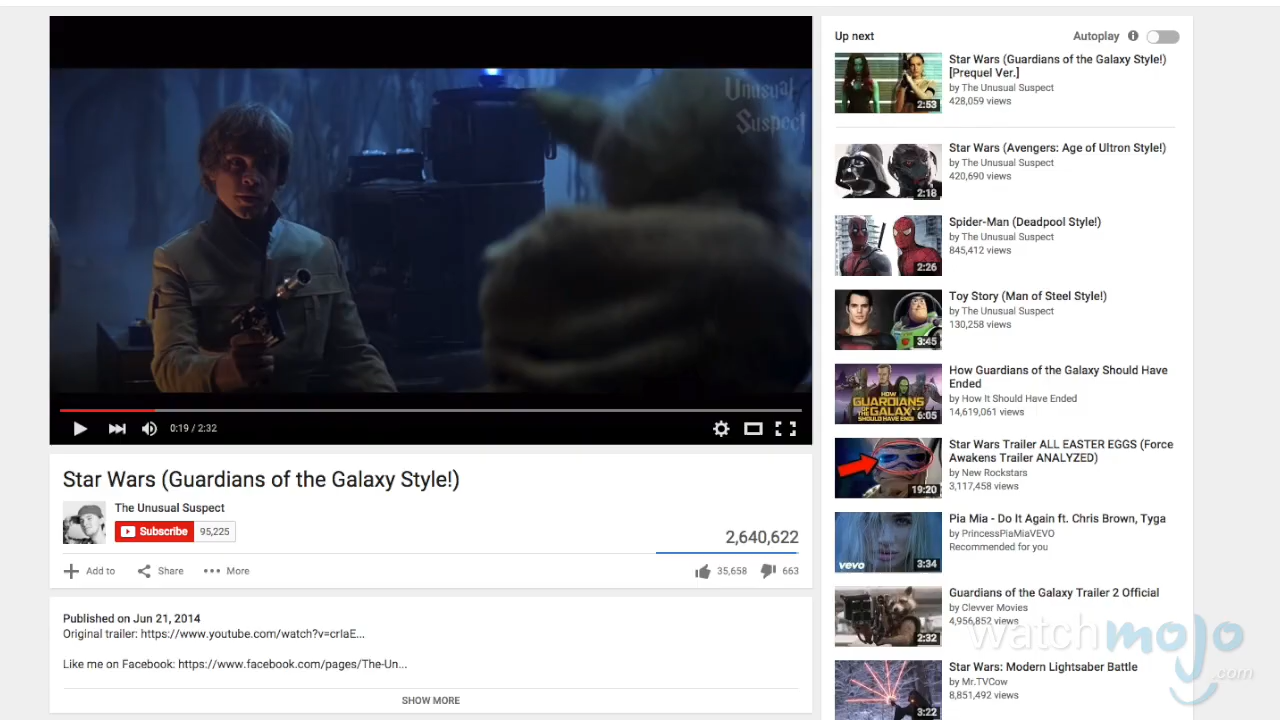 Unusual
Suspect
0:19 / 2:32
Star Wars (Guardians of the Galaxy Style!)
The Unusual Suspect
Subscribe 95,225
2,640,622
Add to Share More 35,658 663
Published on Jun 21, 2014
Original trailer: https://www.youtube.com/watch?v=crIaE...
Like me on Facebook: https://www.facebook.com/pages/The-Un...
SHOW MORE
Up next Autoplay
Star Wars (Guardians of the Galaxy Style!)
[Prequel Ver.]
by The Unusual Suspect
428,059 views
2:53
Star Wars (Avengers: Age of Ultron Style!)
by The Unusual Suspect
420,690 views
2:18
Spider-Man (Deadpool Style!)
by The Unusual Suspect
845,412 views
2:26
Toy Story (Man of Steel Style!)
by The Unusual Suspect
130,258 views
3:45
How Guardians of the Galaxy Should Have
Ended
by How It Should Have Ended
14,619,061 views
HOW
GUARDIANS
OF THE GALAXY
SHOULD HAVE ENDED
6:05
Star Wars Trailer ALL EASTER EGGS (Force
Awakens Trailer ANALYZED)
by New Rockstars
3,117,458 views
19:20
Pia Mia - Do It Again ft. Chris Brown, Tyga
by PrincessPiaMiaVEVO
Recommended for you
vevo
3:34
Guardians of the Galaxy Trailer 2 Official
by Clevver Movies
4,956,852 views
2:32
Star Wars: Modern Lightsaber Battle
by Mr.TVCow
8,851,492 views
3:22
watchmojo
.com